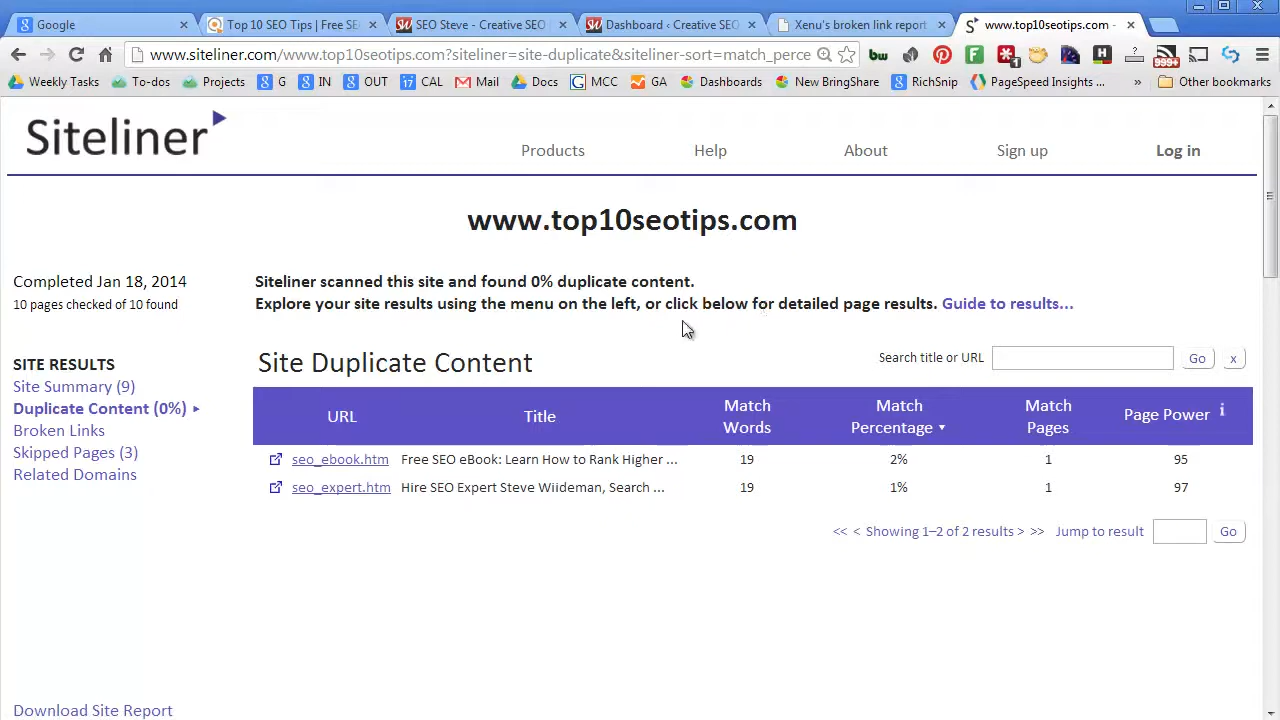 Google
Top 10 SEO Tips | Free SE
SEO Steve - Creative SEO
Dashboard ‹ Creative SEO
Xenu's broken link report
www.top10seotips.com -
www.siteliner.com/www.top10seotips.com?siteliner=site-duplicate&siteliner-sort=match_perce
Weekly Tasks To-dos Projects G IN OUT CAL Mail Docs MCC GA Dashboards New BringShare RichSnip PageSpeed Insights ... » Other bookmarks
Siteliner
Products Help About Sign up Log in
www.top10seotips.com
Completed Jan 18, 2014
10 pages checked of 10 found
Siteliner scanned this site and found 0% duplicate content.
Explore your site results using the menu on the left, or click below for detailed page results. Guide to results...
SITE RESULTS
Site Summary (9)
Duplicate Content (0%)
Broken Links
Skipped Pages (3)
Related Domains
Site Duplicate Content
Search title or URL Go x
URL Title Match Words Match Percentage Match Pages Page Power i
seo_ebook.htm Free SEO eBook: Learn How to Rank Higher ... 19 2% 1 95
seo_expert.htm Hire SEO Expert Steve Wiideman, Search ... 19 1% 1 97
<< < Showing 1–2 of 2 results > >> Jump to result Go
Download Site Report